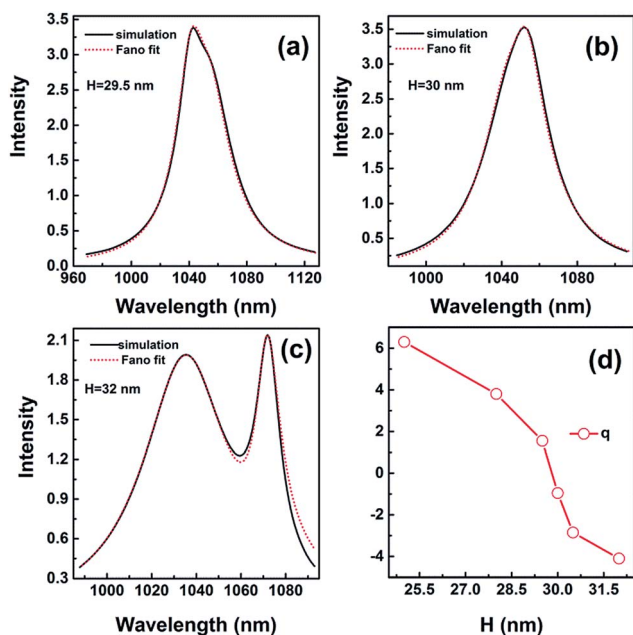 simulation
Fano fit
(a)
H=29.5 nm
Intensity
3.5
3.0
2.5
2.0
1.5
1.0
0.5
0.0
960 1000 1040 1080 1120
Wavelength (nm)
simulation
Fano fit
(b)
H=30 nm
Intensity
3.5
3.0
2.5
2.0
1.5
1.0
0.5
1000 1040 1080
Wavelength (nm)
simulation
Fano fit
(c)
H=32 nm
Intensity
2.1
1.8
1.5
1.2
0.9
0.6
0.3
1000 1020 1040 1060 1080
Wavelength (nm)
(d)
q
6
4
2
0
-2
-4
25.5 27.0 28.5 30.0 31.5
H (nm)